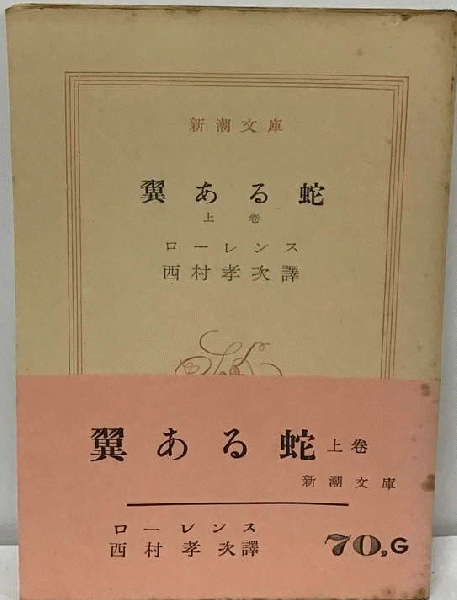 新潮文庫
翼ある蛇
上巻
ローレンス
西村孝次譯
翼ある蛇 上卷
新潮文庫
ローレンス
西村孝次譯
70,G